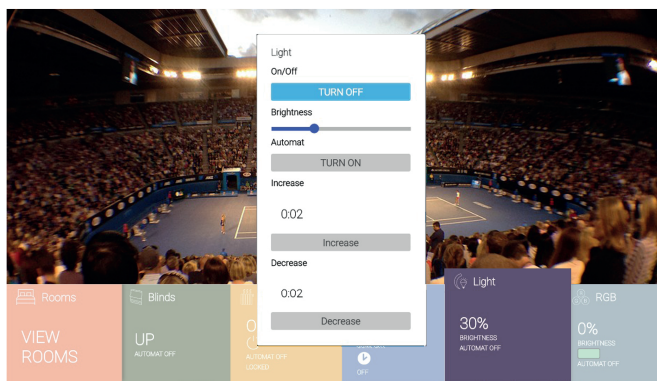 Light
On/Off
TURN OFF
Brightness
Automat
TURN ON
Increase
0:02
Increase
Decrease
0:02
Decrease
Rooms
VIEW
ROOMS
Blinds
UP
AUTOMAT OFF
AUTOMAT OFF
LOCKED
OFF
Light
30%
BRIGHTNESS
AUTOMAT OFF
RGB
0%
BRIGHTNESS
AUTOMAT OFF